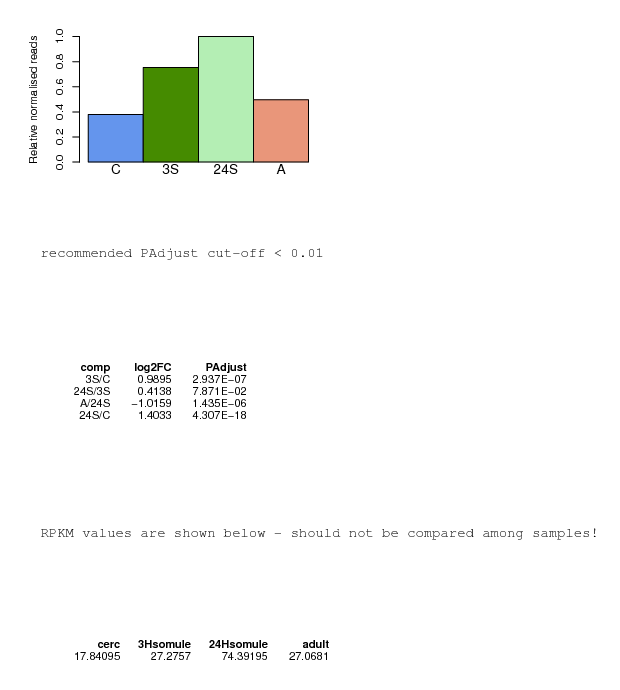 Relative normalised reads
1.0
0.8
0.6
0.4
0.2
0.0
C 3S 24S A
recommended PAdjust cut-off < 0.01
comp log2FC PAdjust
3S/C 0.9895 2.937E−07
24S/3S 0.4138 7.871E−02
A/24S −1.0159 1.435E−06
24S/C 1.4033 4.307E−18
RPKM values are shown below - should not be compared among samples!
cerc 3Hsomule 24Hsomule adult
17.84095 27.2757 74.39195 27.0681